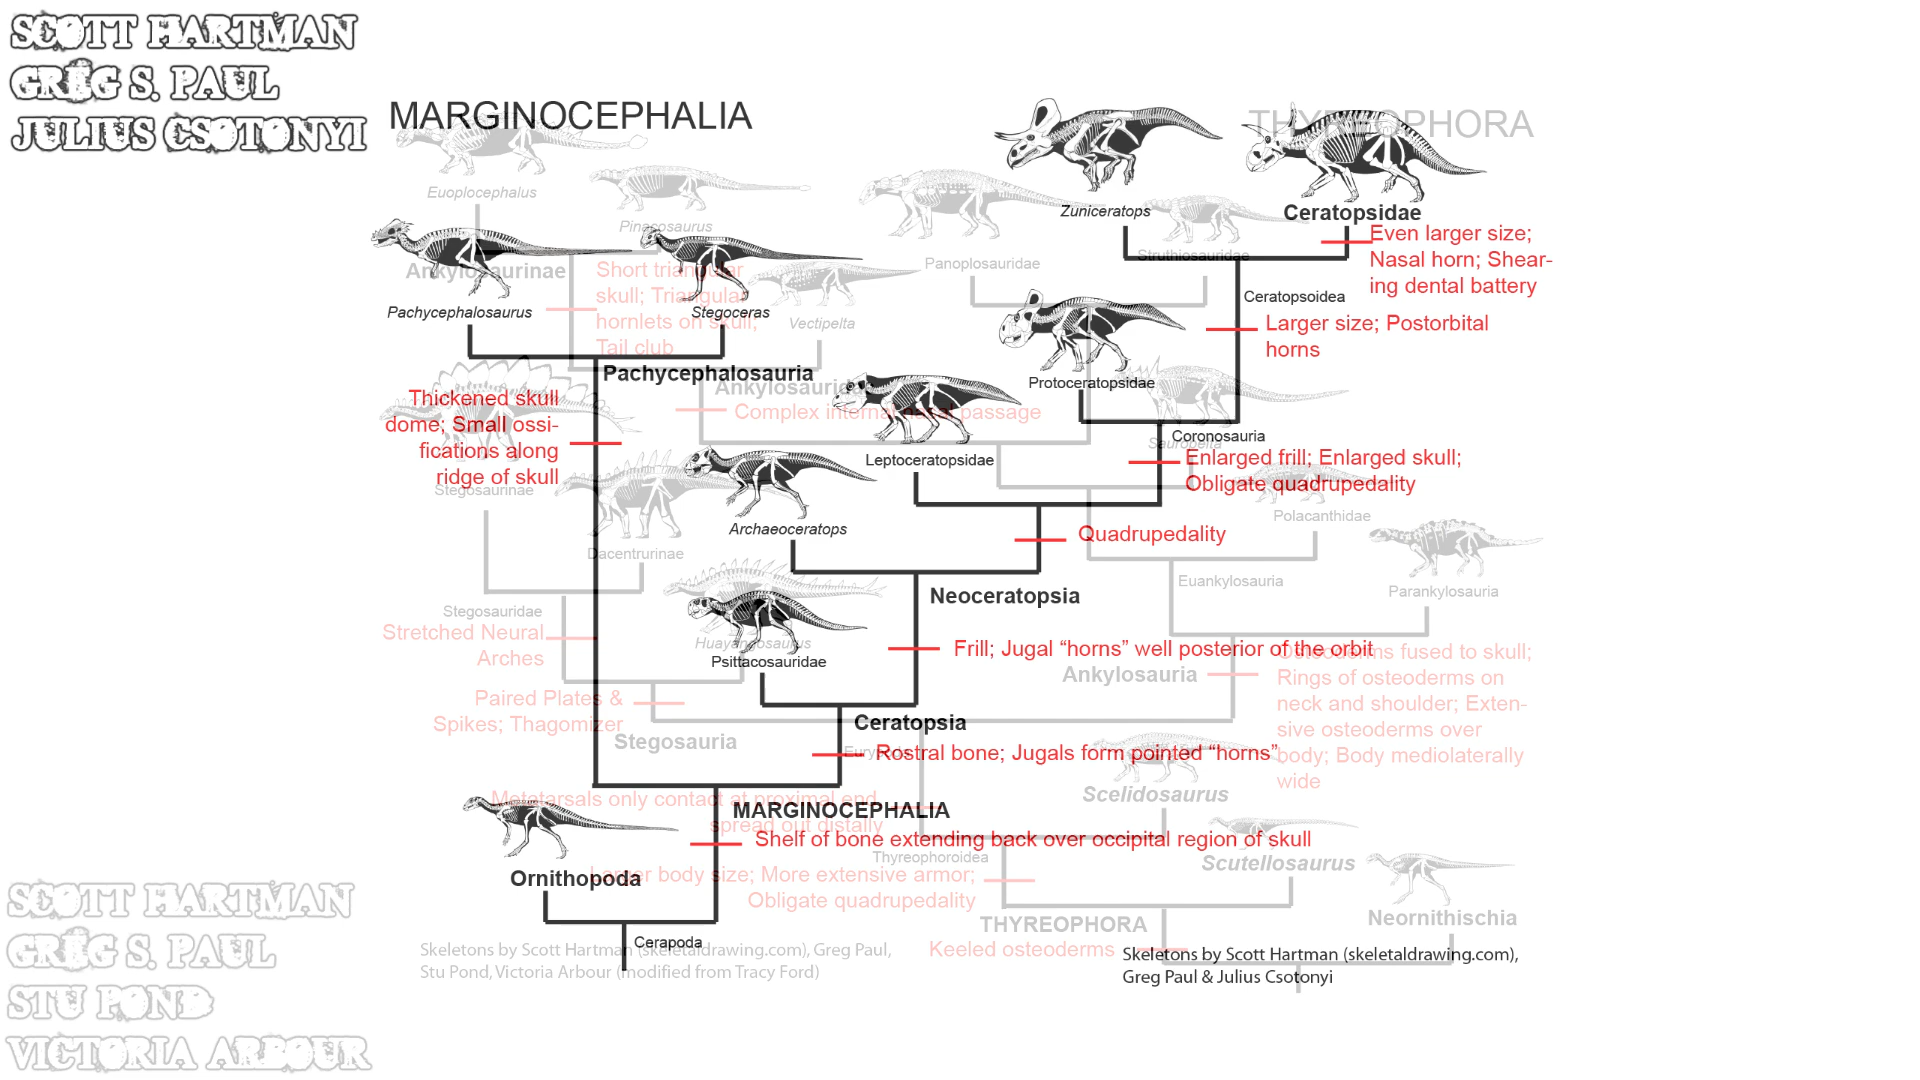 SCOTT HARTMAN
GREG S. PAUL
JULIUS CSOTONYI
MARGINOCEPHALIA
THYREOPHORA
Euoplocephalus
Pinacosaurus
Zuniceratops
Ceratopsidae
Even larger size;
Nasal horn; Shear-
ing dental battery
Panoplosauridae
Struthiosauridae
Ankylosaurinae
Short triangular
skull; Triangular
hornlets on skull;
Tail club
Pachycephalosaurus
Stegoceras
Vectipelta
Ceratopsoidea
Larger size; Postorbital
horns
Pachycephalosauria
Protoceratopsidae
Thickened skull
dome; Small ossi-
fications along
ridge of skull
Complex internal nasal passage
Coronosauria
Sauropelta
Leptoceratopsidae
Enlarged frill; Enlarged skull;
Obligate quadrupedality
Stegosaurinae
Polacanthidae
Archaeoceratops
Quadrupedality
Dacentrurinae
Euankylosauria
Parankylosauria
Neoceratopsia
Stegosauridae
Stretched Neural
Arches
Huayangosaurus
Psittacosauridae
Frill; Jugal “horns” well posterior of the orbit
Ankylosauria
Osteoderms fused to skull;
Rings of osteoderms on
neck and shoulder; Exten-
sive osteoderms over
body; Body mediolaterally
wide
Paired Plates &
Spikes; Thagomizer
Stegosauria
Ceratopsia
Rostral bone; Jugals form pointed “horns”
Scelidosaurus
Metatarsals only contact at proximal end,
spread out distally
MARGINOCEPHALIA
Shelf of bone extending back over occipital region of skull
Thyreophoroidea
Scutellosaurus
Ornithopoda
Larger body size; More extensive armor;
Obligate quadrupedality
THYREOPHORA
Neornithischia
Keeled osteoderms
Cerapoda
Skeletons by Scott Hartman (skeletaldrawing.com), Greg Paul,
Stu Pond, Victoria Arbour (modified from Tracy Ford)
Skeletons by Scott Hartman (skeletaldrawing.com),
Greg Paul & Julius Csotonyi
SCOTT HARTMAN
GREG S. PAUL
STU POND
VICTORIA ARBOUR